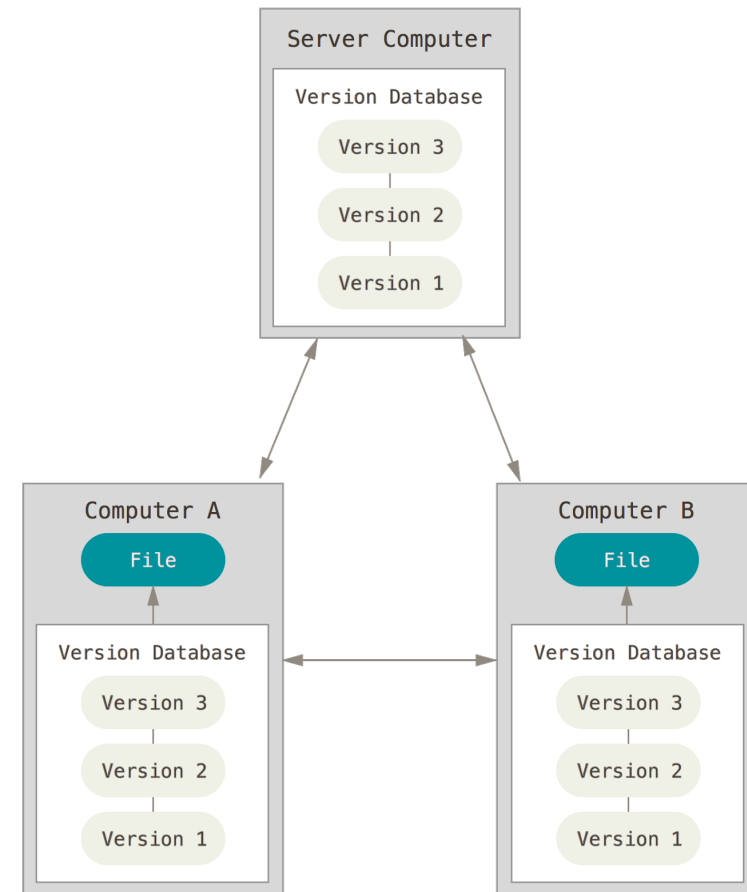 Server Computer
Version Database
Version 3
Version 2
Version 1
Computer A
File
Version Database
Version 3
Version 2
Version 1
Computer B
File
Version Database
Version 3
Version 2
Version 1